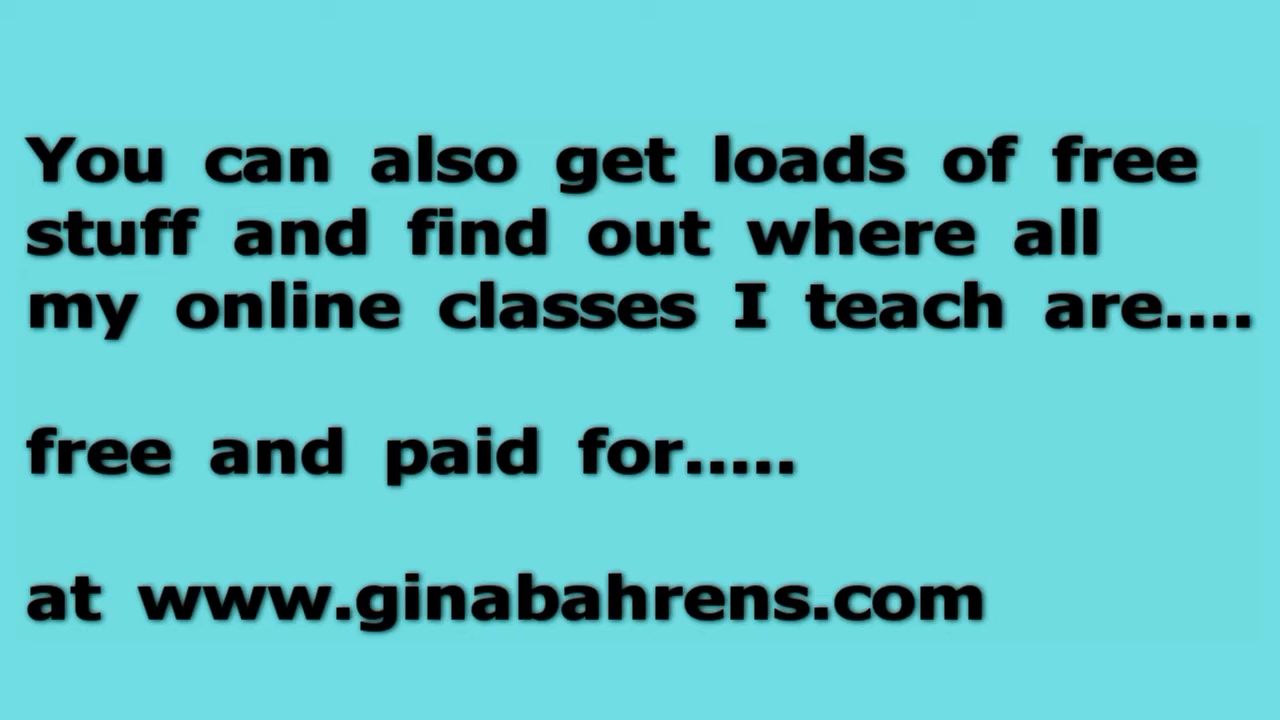 You can also get loads of free
stuff and find out where all
my online classes I teach are....
free and paid for.....
at www.ginabahrens.com